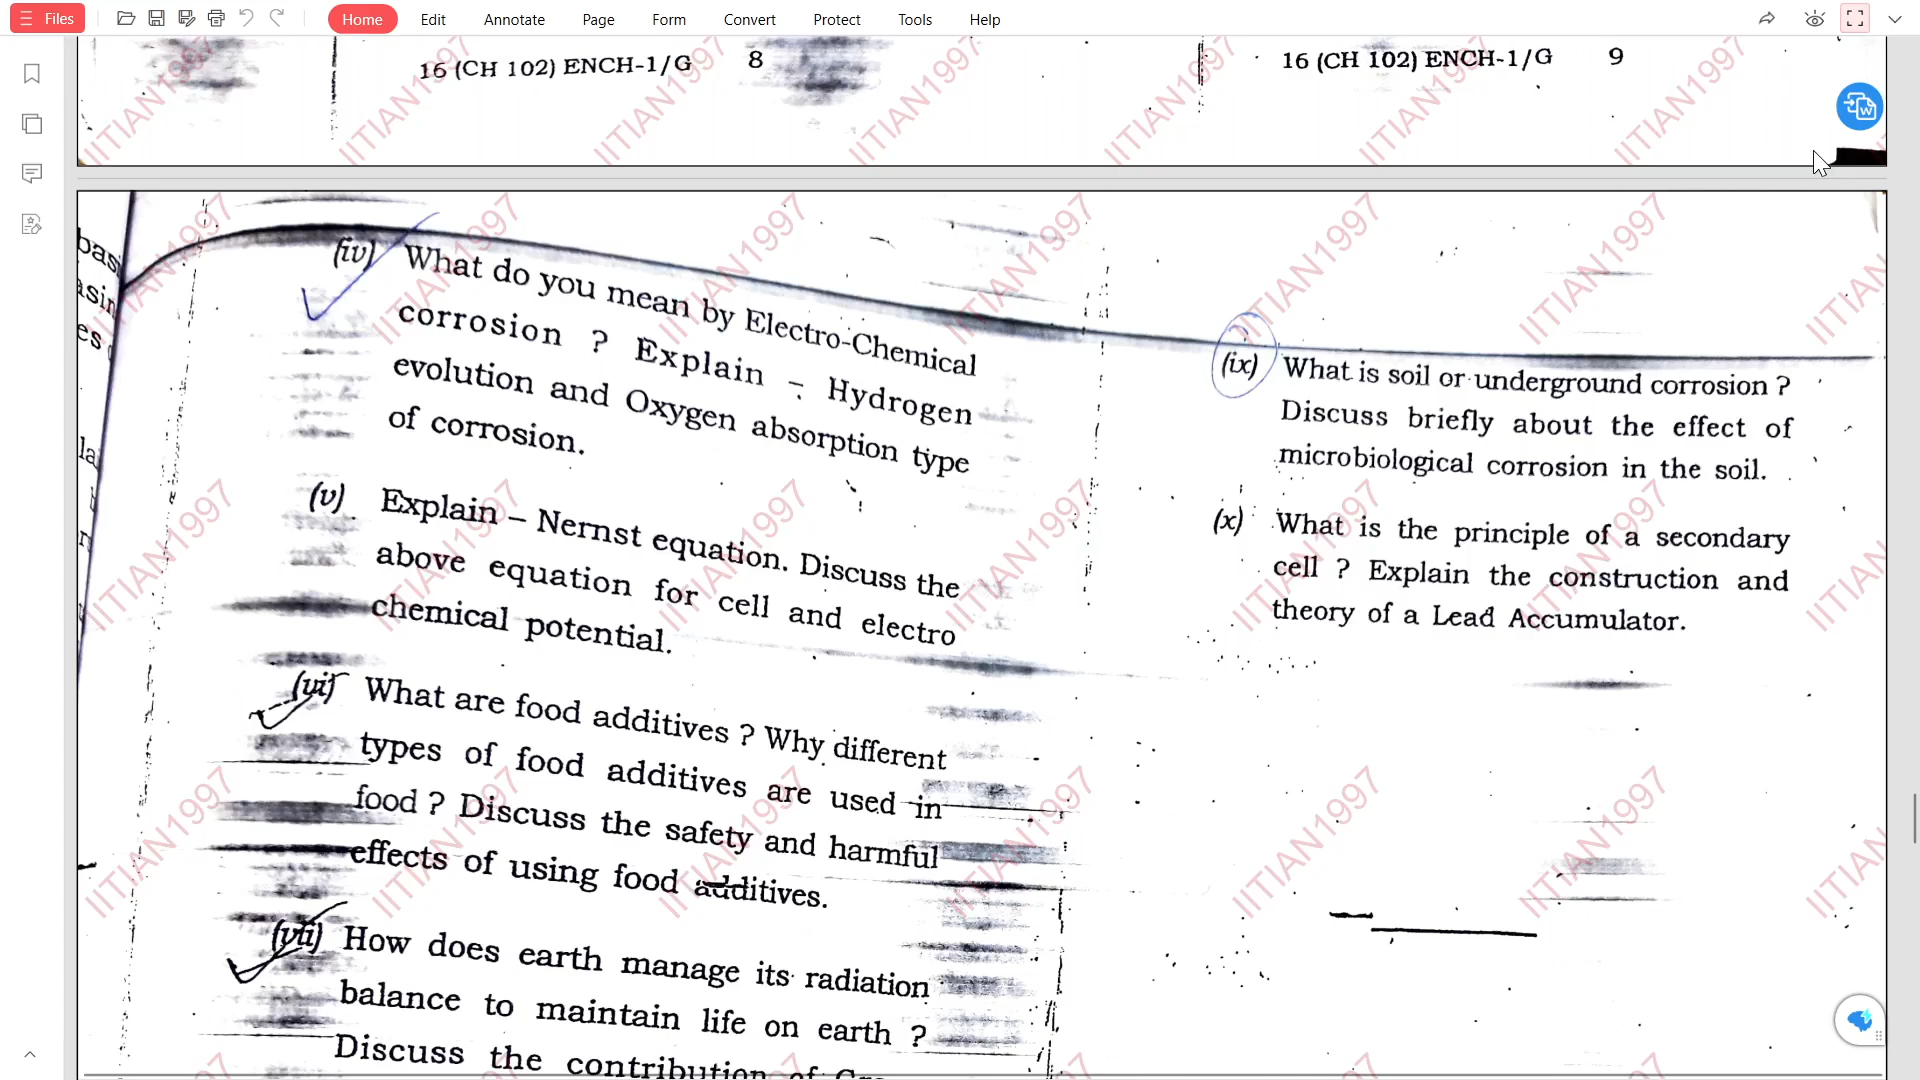 Files
Home
Edit
Annotate
Page
Form
Convert
Protect
Tools
Help
16 (CH 102) ENCH-1/G 8
16 (CH 102) ENCH-1/G 9
(iv) What do you mean by Electro-Chemical
corrosion ? Explain – Hydrogen
evolution and Oxygen absorption type
of corrosion.
(v) Explain – Nernst equation. Discuss the
above equation for cell and electro
chemical potential.
(vi) What are food additives ? Why different
types of food additives are used in
food ? Discuss the safety and harmful
effects of using food additives.
(vii) How does earth manage its radiation
balance to maintain life on earth ?
Discuss the contribution of
(ix) What is soil or underground corrosion ?
Discuss briefly about the effect of
microbiological corrosion in the soil.
(x) What is the principle of a secondary
cell ? Explain the construction and
theory of a Lead Accumulator.
IITIAN1997